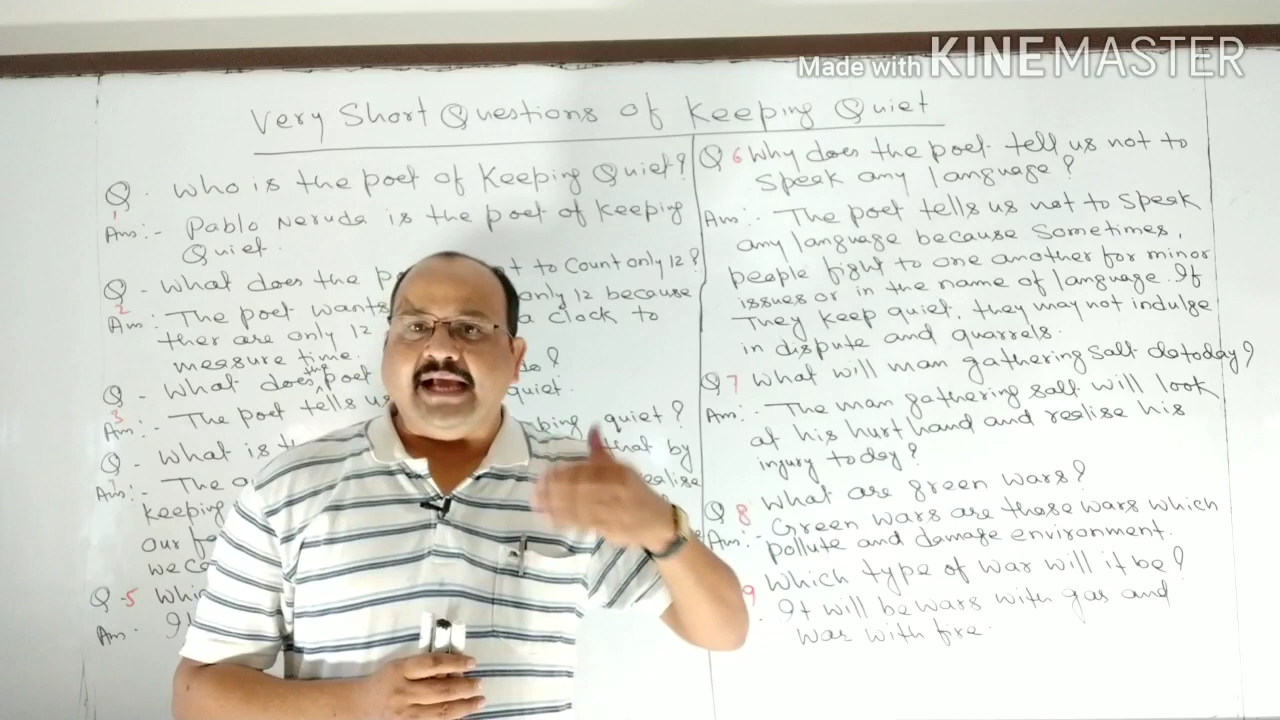 Made with KINEMASTER
Very Short Questions of Keeping Quiet
Q. Who is the poet of Keeping Quiet?
1
Ans:- Pablo Neruda is the poet of Keeping
Quiet.
Q - What does the t to Count only 12?
2
Ans: The poet wants only 12 because
ther are only 12 a clock to
measure time.
Q - What does the poet do?
3
Ans:- The poet tells us quiet.
Q - What is ping quiet?
Ans:- The that by
keeping realise
our
we
Q-5
Ans.
Q 6 Why does the poet tell us not to
speak any language?
Ans:- The poet tells us not to speak
any language because sometimes,
people fight to one another for minor
issues or in the name of language. If
They keep quiet, they may not indulge
in dispute and quarrels.
Q 7 What will man gathering salt do today?
Ans:- The man gathering salt will look
at his hurt hand and realise his
injury today?
Q 8 What are green wars?
Ans:- Green wars are those wars which
pollute and damage environment.
9 Which type of war will it be?
It will be wars with gas and
war with fire.